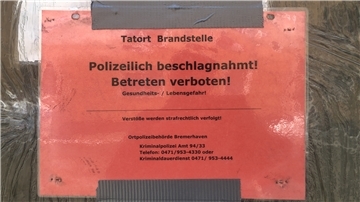 Tatort Brandstelle
Polizeilich beschlagnahmt!
Betreten verboten!
Gesundheits- / Lebensgefahr!
Verstöße werden strafrechtlich verfolgt!
Ortspolizeibehörde Bremerhaven
Kriminalpolizei Amt 94/33
Telefon: 0471/953-4330 oder
Kriminaldauerdienst 0471/ 953-4444